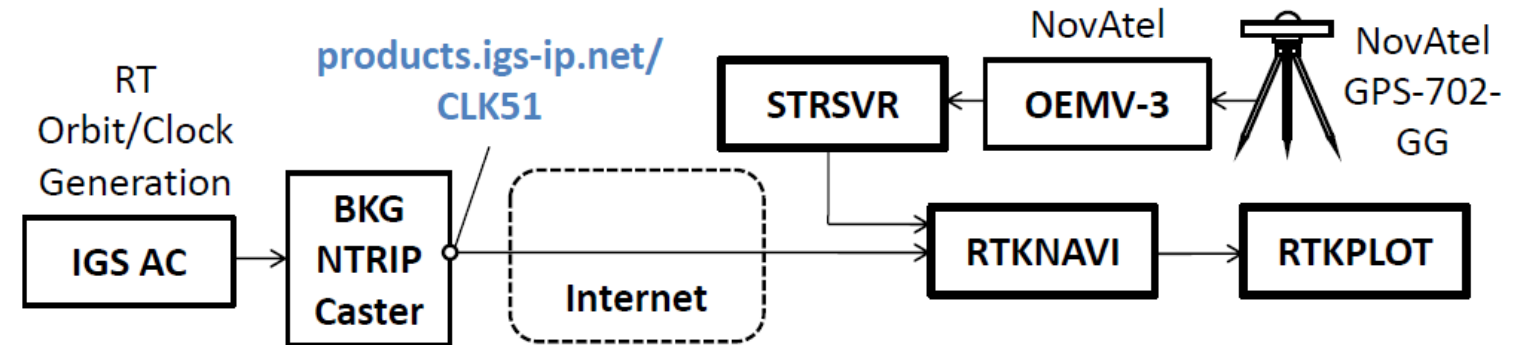 RT
Orbit/Clock
Generation
IGS AC
BKG
NTRIP
Caster
products.igs-ip.net/
CLK51
Internet
STRSVR
NovAtel
OEMV-3
NovAtel
GPS-702-
GG
RTKNAVI
RTKPLOT